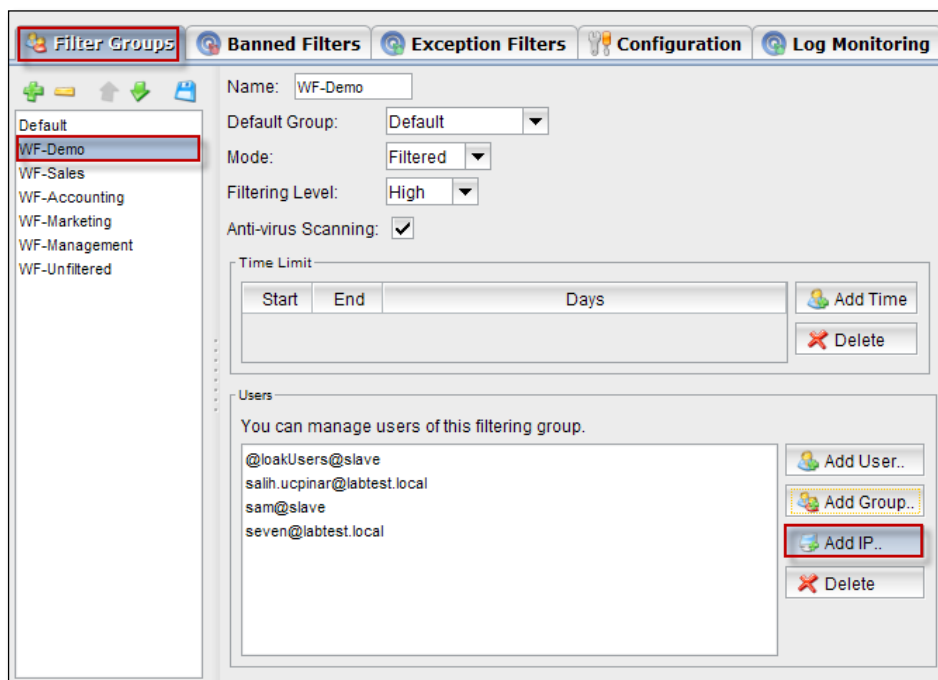 Filter Groups Banned Filters Exception Filters Configuration Log Monitoring
Default
WF-Demo
WF-Sales
WF-Accounting
WF-Marketing
WF-Management
WF-Unfiltered
Name: WF-Demo
Default Group: Default
Mode: Filtered
Filtering Level: High
Anti-virus Scanning:
Time Limit
Start End Days
Add Time
Delete
Users
You can manage users of this filtering group.
@loakUsers@slave
salih.ucpinar@labtest.local
sam@slave
seven@labtest.local
Add User..
Add Group..
Add IP..
Delete